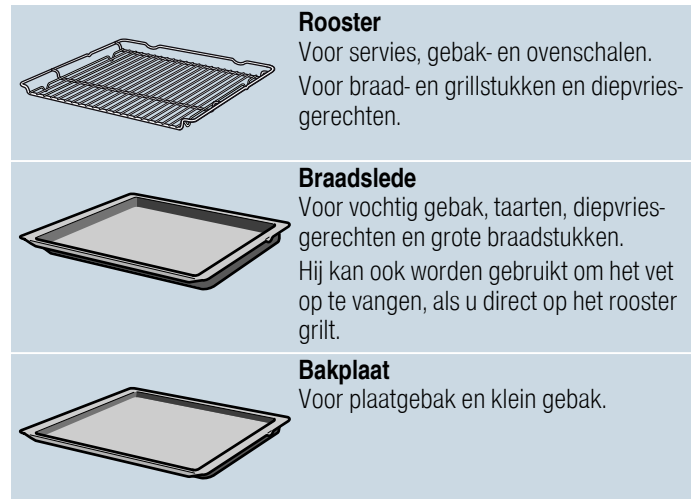 Rooster
Voor servies, gebak- en ovenschalen.
Voor braad- en grillstukken en diepvries-
gerechten.
Braadslede
Voor vochtig gebak, taarten, diepvries-
gerechten en grote braadstukken.
Hij kan ook worden gebruikt om het vet
op te vangen, als u direct op het rooster
grilt.
Bakplaat
Voor plaatgebak en klein gebak.